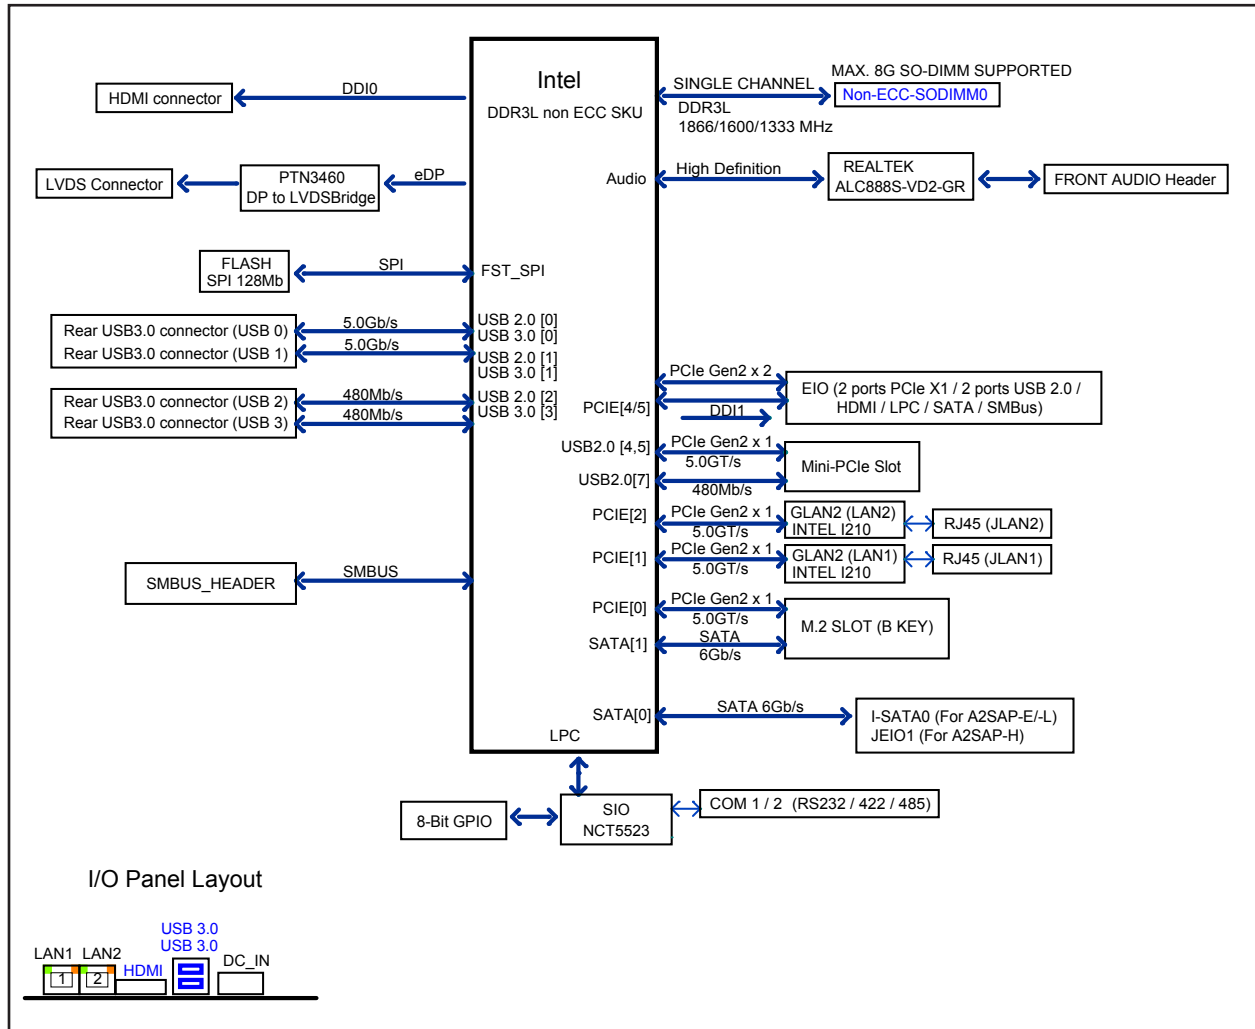 Intel
DDR3L non ECC SKU
HDMI connector
DDI0
SINGLE CHANNEL
DDR3L
1866/1600/1333 MHz
MAX. 8G SO-DIMM SUPPORTED
Non-ECC-SODIMM0
LVDS Connector
PTN3460
DP to LVDSBridge
eDP
Audio
High Definition
REALTEK
ALC888S-VD2-GR
FRONT AUDIO Header
FLASH
SPI 128Mb
SPI
FST_SPI
Rear USB3.0 connector (USB 0)
5.0Gb/s
USB 2.0 [0]
USB 3.0 [0]
Rear USB3.0 connector (USB 1)
5.0Gb/s
USB 2.0 [1]
USB 3.0 [1]
Rear USB3.0 connector (USB 2)
480Mb/s
USB 2.0 [2]
USB 3.0 [3]
Rear USB3.0 connector (USB 3)
480Mb/s
PCIE[4/5]
PCIe Gen2 x 2
DDI1
EIO (2 ports PCIe X1 / 2 ports USB 2.0 /
HDMI / LPC / SATA / SMBus)
USB2.0 [4,5]
PCIe Gen2 x 1
5.0GT/s
USB2.0[7]
480Mb/s
Mini-PCIe Slot
PCIE[2]
PCIe Gen2 x 1
5.0GT/s
GLAN2 (LAN2)
INTEL I210
RJ45 (JLAN2)
PCIE[1]
PCIe Gen2 x 1
5.0GT/s
GLAN2 (LAN1)
INTEL I210
RJ45 (JLAN1)
SMBUS_HEADER
SMBUS
PCIE[0]
PCIe Gen2 x 1
5.0GT/s
SATA[1]
SATA
6Gb/s
M.2 SLOT (B KEY)
SATA[0]
SATA 6Gb/s
I-SATA0 (For A2SAP-E/-L)
JEIO1 (For A2SAP-H)
LPC
8-Bit GPIO
SIO
NCT5523
COM 1 / 2 (RS232 / 422 / 485)
I/O Panel Layout
LAN1
LAN2
HDMI
USB 3.0
USB 3.0
DC_IN
1
2